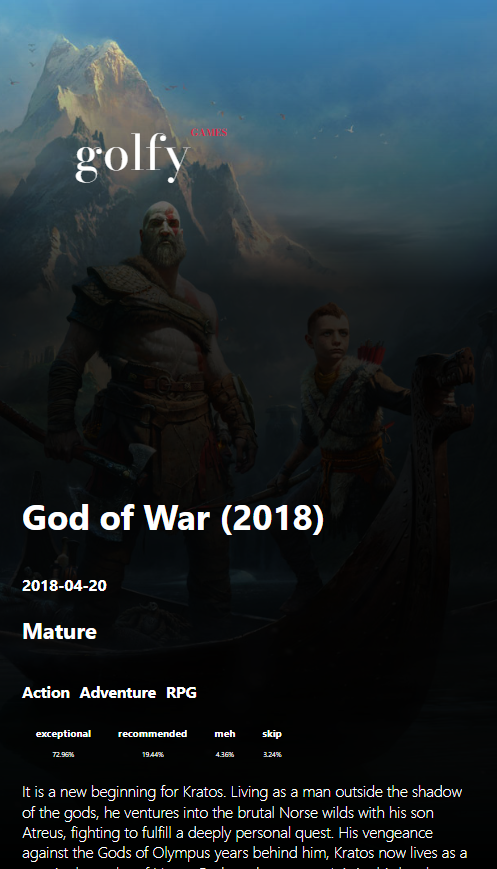 GAMES
golfy
God of War (2018)
2018-04-20
Mature
Action Adventure RPG
exceptional recommended meh skip
72.96% 19.44% 4.36% 3.24%
It is a new beginning for Kratos. Living as a man outside the shadow
of the gods, he ventures into the brutal Norse wilds with his son
Atreus, fighting to fulfill a deeply personal quest. His vengeance
against the Gods of Olympus years behind him, Kratos now lives as a